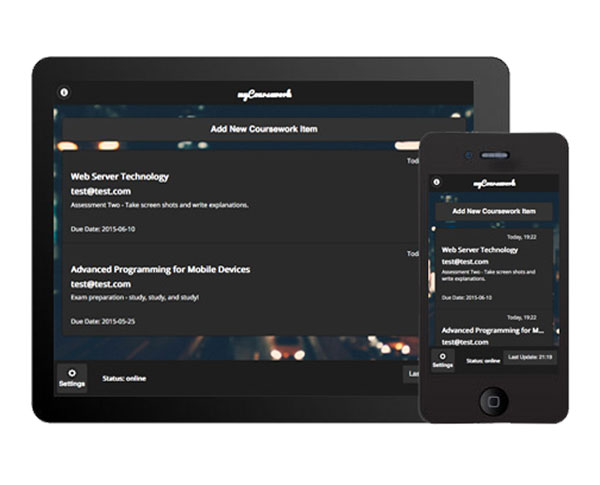 myCoursework
Add New Coursework Item
Toda
Web Server Technology
test@test.com
Assessment Two - Take screen shots and write explanations.
Due Date: 2015-06-10
Toda
Advanced Programming for Mobile Devices
test@test.com
Exam preparation - study, study, and study!
Due Date: 2015-05-25
Settings
Status: online
Las
myCoursework
Add New Coursework Item
Today, 19:22
Web Server Technology
test@test.com
Assessment Two - Take screen shots and
write explanations.
Due Date: 2015-06-10
Today, 19:22
Advanced Programming for M...
test@test.com
Settings
Status: online
Last Update: 21:19